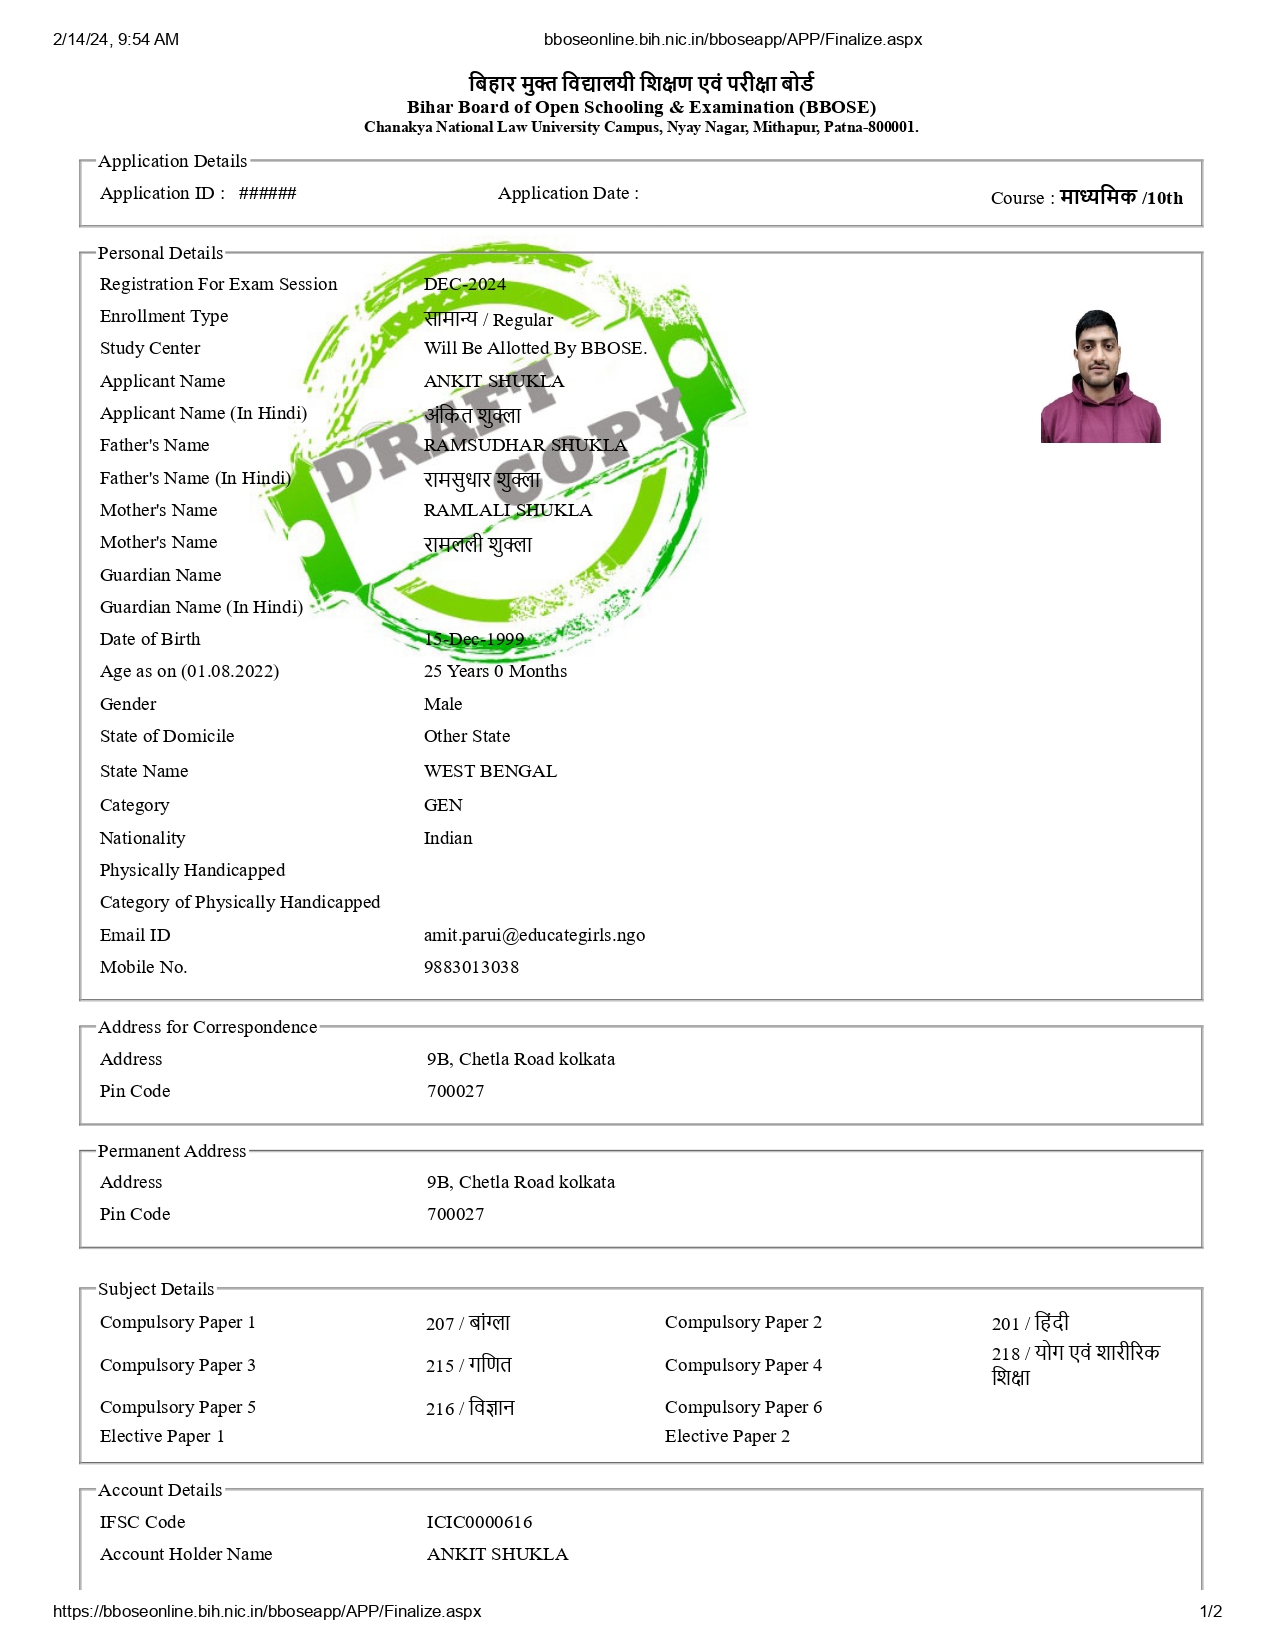 2/14/24, 9:54 AM bboseonline.bih.nic.in/bboseapp/APP/Finalize.aspx
बिहार मुक्त विद्यालयी शिक्षण एवं परीक्षा बोर्ड
Bihar Board of Open Schooling & Examination (BBOSE)
Chanakya National Law University Campus, Nyay Nagar, Mithapur, Patna-800001.
Application Details
Application ID : ###### Application Date : Course : माध्यमिक /10th
Personal Details
Registration For Exam Session DEC-2024
Enrollment Type सामान्य / Regular
Study Center Will Be Allotted By BBOSE.
Applicant Name ANKIT SHUKLA
Applicant Name (In Hindi) अंकित शुक्ला
Father's Name RAMSUDHAR SHUKLA
Father's Name (In Hindi) रामसुधार शुक्ला
Mother's Name RAMLALI SHUKLA
Mother's Name रामलली शुक्ला
Guardian Name
Guardian Name (In Hindi)
Date of Birth 15-Dec-1999
Age as on (01.08.2022) 25 Years 0 Months
Gender Male
State of Domicile Other State
State Name WEST BENGAL
Category GEN
Nationality Indian
Physically Handicapped
Category of Physically Handicapped
Email ID amit.parui@educategirls.ngo
Mobile No. 9883013038
DRAFT
COPY
Address for Correspondence
Address 9B, Chetla Road kolkata
Pin Code 700027
Permanent Address
Address 9B, Chetla Road kolkata
Pin Code 700027
Subject Details
Compulsory Paper 1 207 / बांग्ला Compulsory Paper 2 201 / हिंदी
Compulsory Paper 3 215 / गणित Compulsory Paper 4 218 / योग एवं शारीरिक
शिक्षा
Compulsory Paper 5 216 / विज्ञान Compulsory Paper 6
Elective Paper 1 Elective Paper 2
Account Details
IFSC Code ICIC0000616
Account Holder Name ANKIT SHUKLA
https://bboseonline.bih.nic.in/bboseapp/APP/Finalize.aspx 1/2